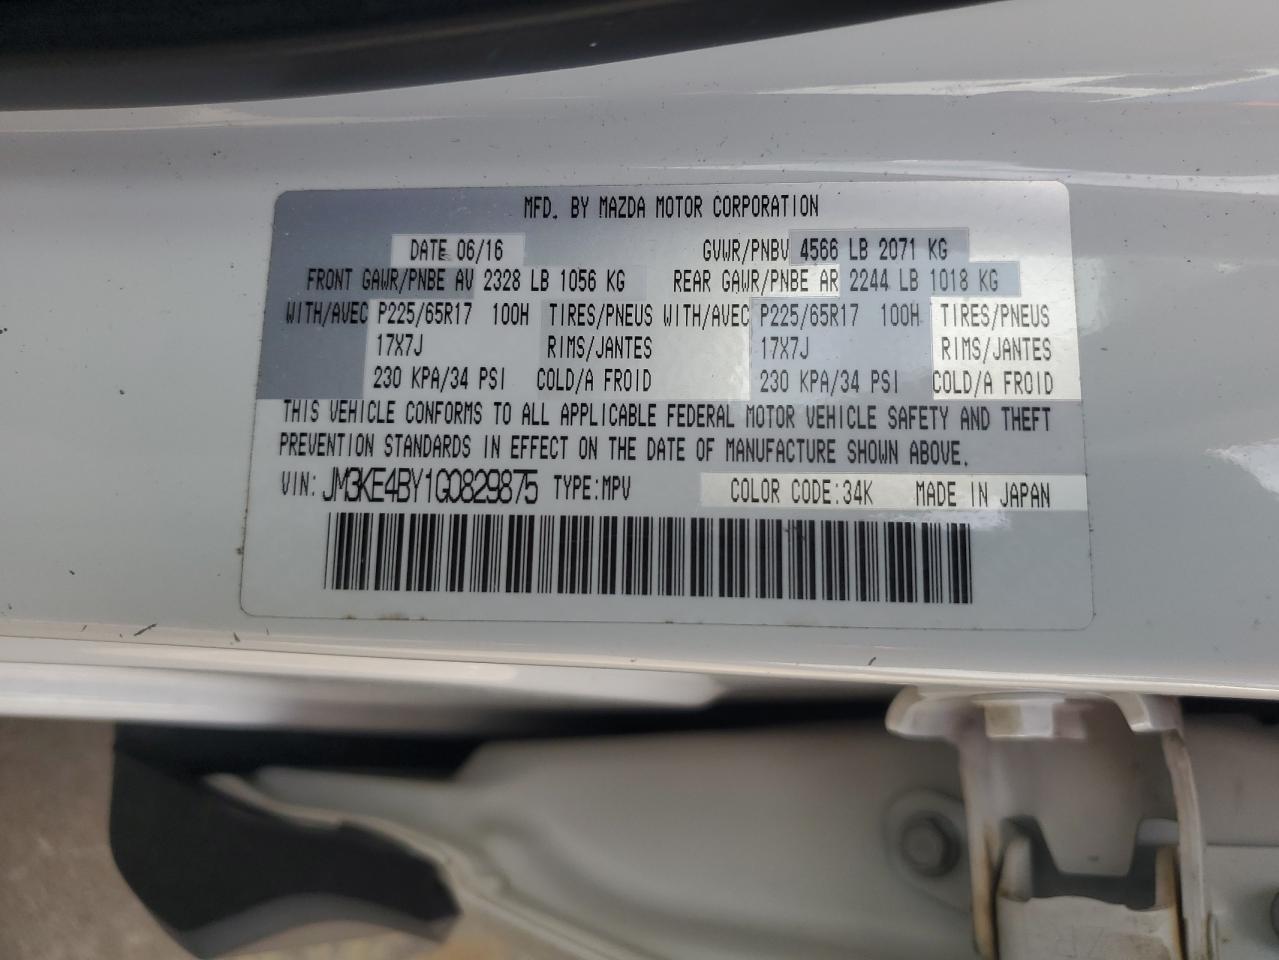 MFD. BY MAZDA MOTOR CORPORATION
DATE 06/16 GVWR/PNBV 4566 LB 2071 KG
FRONT GAWR/PNBE AV 2328 LB 1056 KG REAR GAWR/PNBE AR 2244 LB 1018 KG
WITH/AVEC P225/65R17 100H TIRES/PNEUS WITH/AVEC P225/65R17 100H TIRES/PNEUS
17X7J RIMS/JANTES 17X7J RIMS/JANTES
230 KPA/34 PSI COLD/A FROID 230 KPA/34 PSI COLD/A FROID
THIS VEHICLE CONFORMS TO ALL APPLICABLE FEDERAL MOTOR VEHICLE SAFETY AND THEFT
PREVENTION STANDARDS IN EFFECT ON THE DATE OF MANUFACTURE SHOWN ABOVE.
VIN: JM3KE4BY1G0829875 TYPE:MPV COLOR CODE:34K MADE IN JAPAN